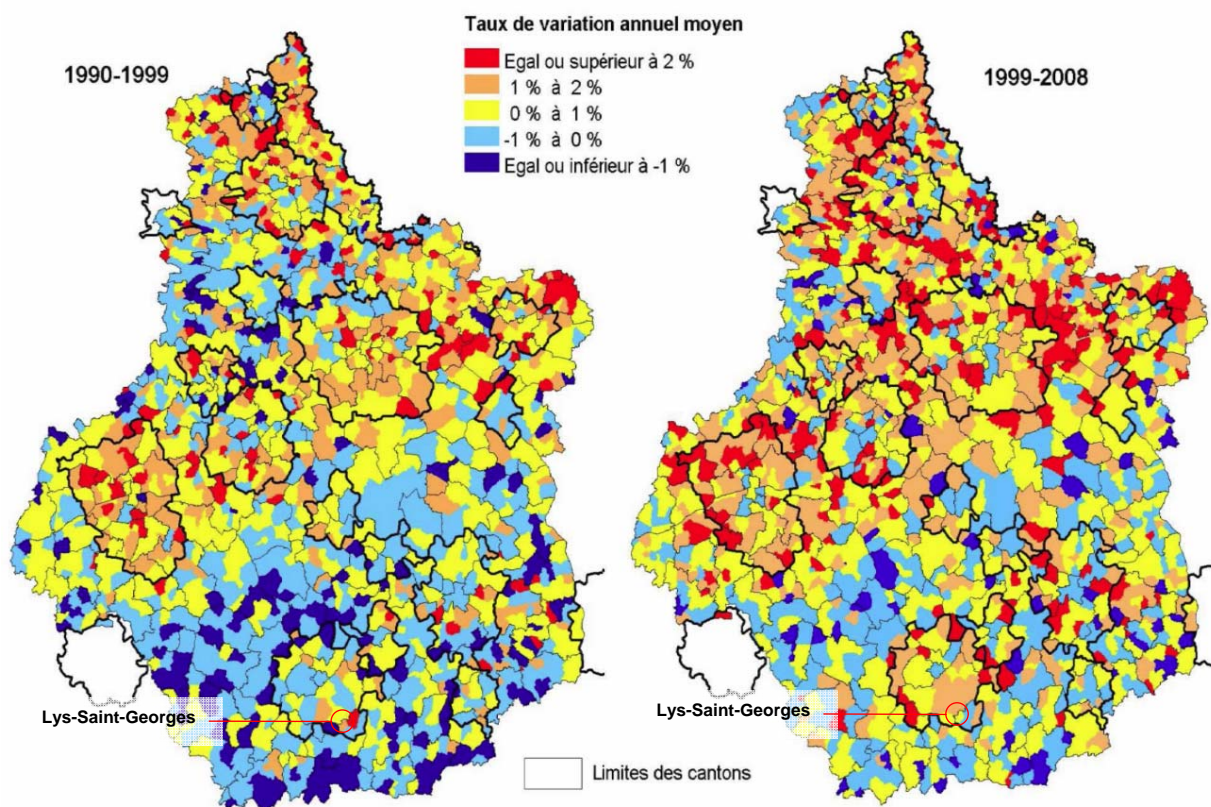 Taux de variation annuel moyen
1990-1999
Egal ou supérieur à 2 %
1 % à 2 %
0 % à 1 %
-1 % à 0 %
Egal ou inférieur à -1 %
1999-2008
Lys-Saint-Georges
Lys-Saint-Georges
Limites des cantons